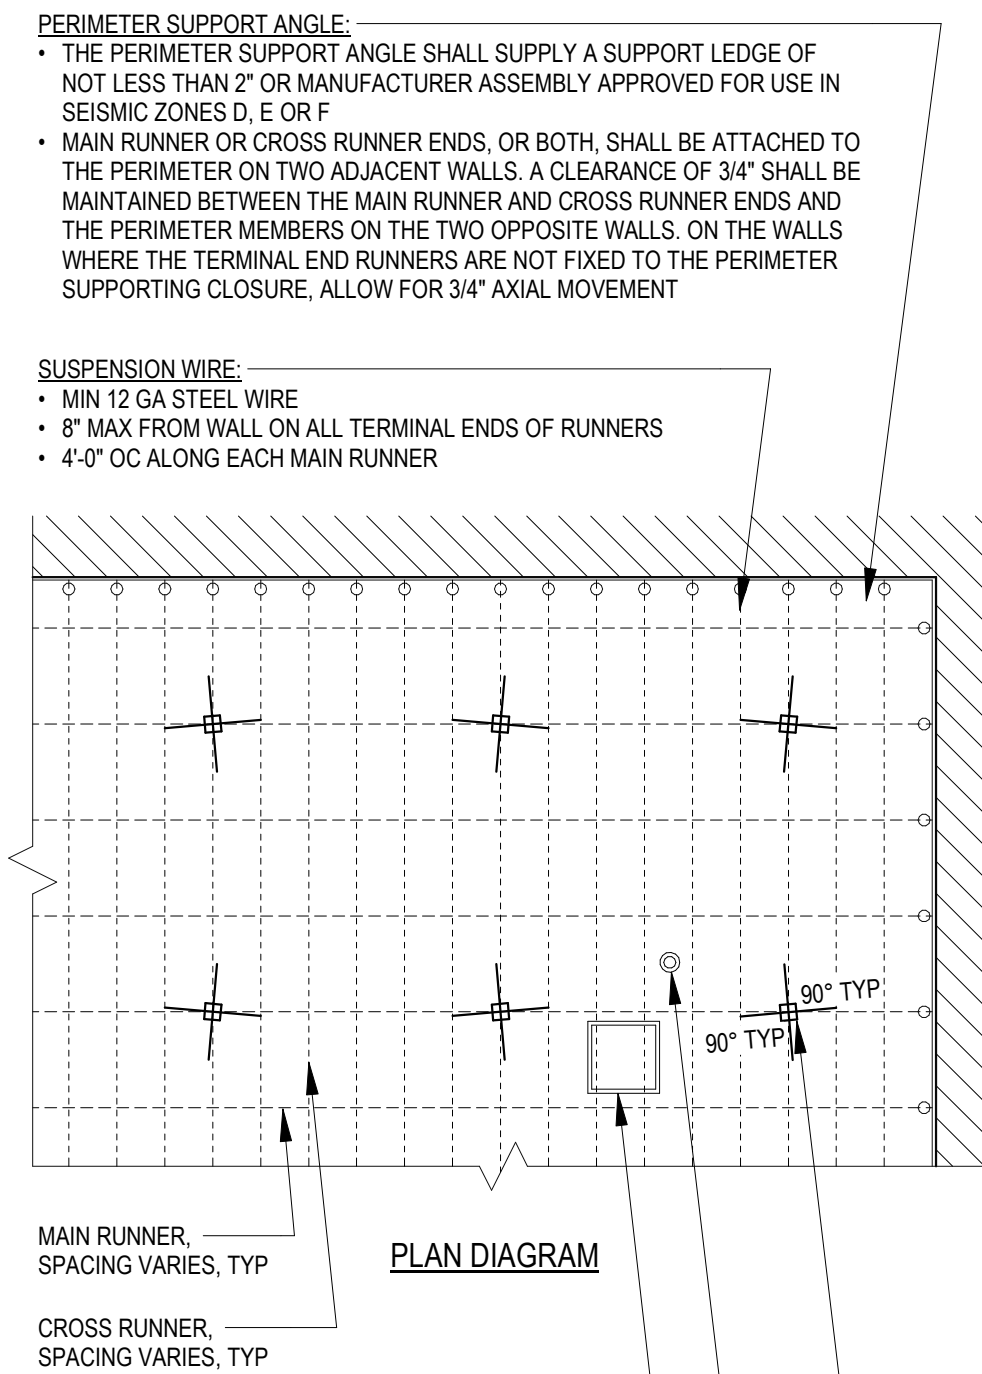 PERIMETER SUPPORT ANGLE:
• THE PERIMETER SUPPORT ANGLE SHALL SUPPLY A SUPPORT LEDGE OF
NOT LESS THAN 2" OR MANUFACTURER ASSEMBLY APPROVED FOR USE IN
SEISMIC ZONES D, E OR F
• MAIN RUNNER OR CROSS RUNNER ENDS, OR BOTH, SHALL BE ATTACHED TO
THE PERIMETER ON TWO ADJACENT WALLS. A CLEARANCE OF 3/4" SHALL BE
MAINTAINED BETWEEN THE MAIN RUNNER AND CROSS RUNNER ENDS AND
THE PERIMETER MEMBERS ON THE TWO OPPOSITE WALLS. ON THE WALLS
WHERE THE TERMINAL END RUNNERS ARE NOT FIXED TO THE PERIMETER
SUPPORTING CLOSURE, ALLOW FOR 3/4" AXIAL MOVEMENT
SUSPENSION WIRE:
• MIN 12 GA STEEL WIRE
• 8" MAX FROM WALL ON ALL TERMINAL ENDS OF RUNNERS
• 4'-0" OC ALONG EACH MAIN RUNNER
90° TYP
90° TYP
MAIN RUNNER,
SPACING VARIES, TYP
PLAN DIAGRAM
CROSS RUNNER,
SPACING VARIES, TYP